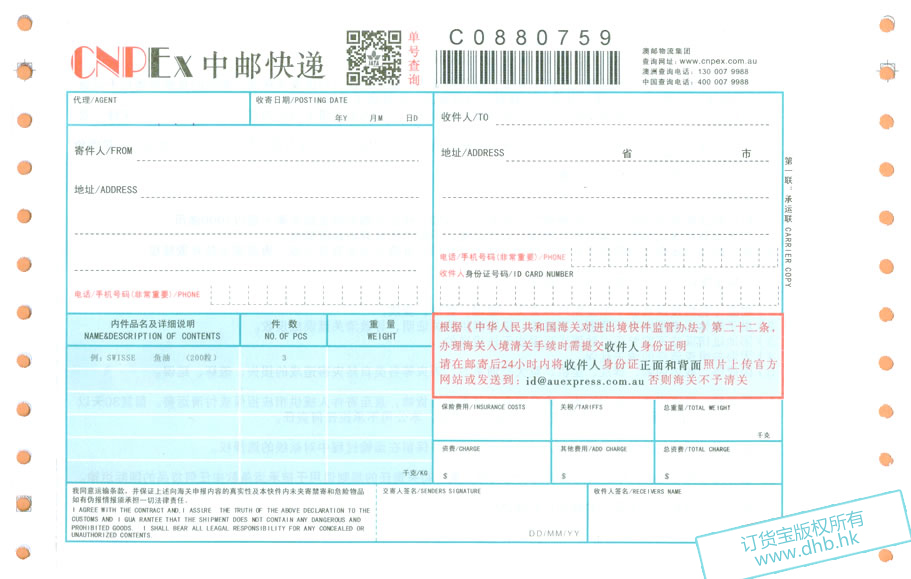 CNPEx 中邮快递
单号查询
C0880759
澳邮物流集团
查询网址: www.cnpex.com.au
澳洲查询电话: 130 007 9988
中国查询电话: 400 007 9988
代理/AGENT
收寄日期/POSTING DATE
年Y 月M 日D
寄件人/FROM
地址/ADDRESS
电话/手机号码(非常重要)/PHONE
收件人/TO
地址/ADDRESS 省 市
电话/手机号码(非常重要)/PHONE
收件人身份证号码/ID CARD NUMBER
第一联: 承运联 CARRIER COPY
内件品名及详细说明
NAME&DESCRIPTION OF CONTENTS
件 数
NO.OF PCS
重 量
WEIGHT
例: SWISSE 鱼油 (200粒) 3
千克/KG
根据《中华人民共和国海关对进出境快件监管办法》第二十二条,
办理海关入境清关手续时需提交收件人身份证明
请在邮寄后24小时内将收件人身份证正面和背面照片上传官方
网站或发送到: id@auexpress.com.au 否则海关不予清关
保险费用/INSURANCE COSTS
关税/TARIFFS
总重量/TOTAL WEIGHT
千克
资费/CHARGE
$
其他费用/ADD CHARGE
$
总资费/TOTAL CHARGE
$
我同意运输条款, 并保证上述向海关申报内容的真实性及本快件内未夹寄禁寄和危险物品
如有伪报情报漏承担一切法律责任.
I AGREE WITH THE CONTRACT AND.I ASSURE THE TRUTH OF THE ABOVE DECLARATION TO THE
CUSTOMS AND I GUA RANTEE THAT THE SHIPMENT DOES NOT CONTAIN ANY DANGEROUS AND
PROHIBITED GOODS I SHALL BEAR ALL LEAGAL RESPONSIBILITY FOR ANY CONCEALED OR
UNAUTHORIZED CONTENTS
交寄人签名/SENDERS SIGNATURE
DD/MM/YY
收件人签名/RECEIVERS NAME
订货宝版权所有
www.dhb.hk